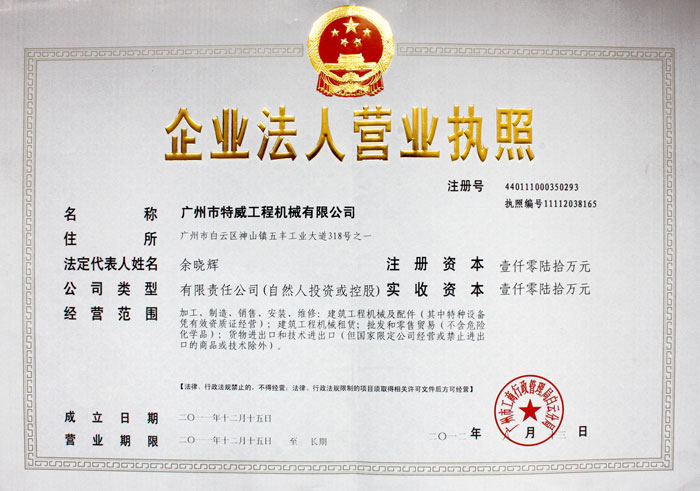 企业法人营业执照
注册号 440111000350293
执照编号11112038165
名称 广州市特威工程机械有限公司
住所 广州市白云区神山镇五丰工业大道318号之一
法定代表人姓名 余晓辉 注册资本 壹仟零陆拾万元
公司类型 有限责任公司(自然人投资或控股) 实收资本 壹仟零陆拾万元
经营范围 加工、制造、销售、安装、维修：建筑工程机械及配件（其中特种设备
凭有效资质证经营）；建筑工程机械租赁；批发和零售贸易（不含危险
化学品）；货物进出口和技术进出口（但国家限定公司经营或禁止进出
口的商品或技术除外）。
【法律、行政法规禁止的，不得经营；法律、行政法规限制的项目须取得相关许可文件后方可经营】
成立日期 二〇一一年十二月十五日
营业期限 二〇一一年十二月十五日 至 长期
二〇一二年 月 三日
广州市工商行政管理局白云分局